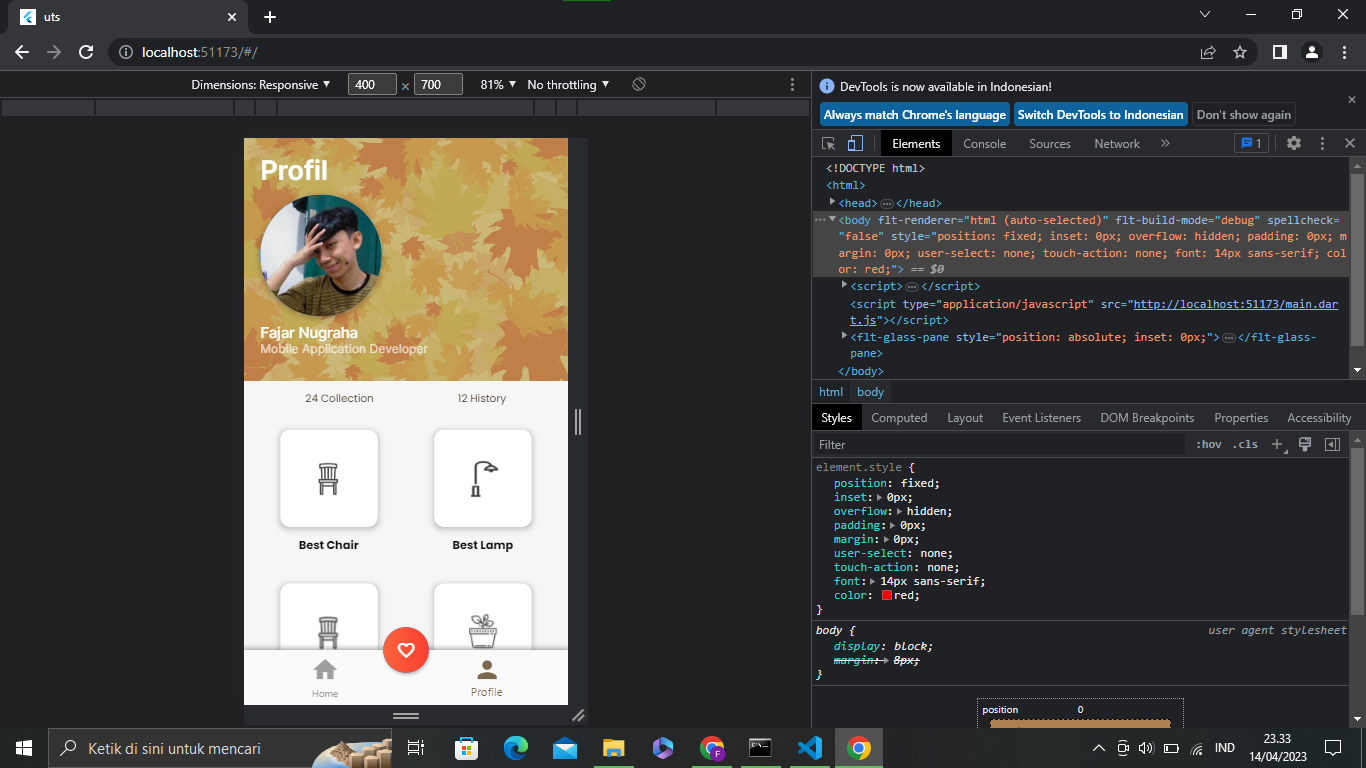 uts
localhost:51173/#/
Dimensions: Responsive
400 × 700
81%
No throttling
DevTools is now available in Indonesian!
Always match Chrome's language
Switch DevTools to Indonesian
Don't show again
Elements
Console
Sources
Network
1
<!DOCTYPE html>
<html>
<head> … </head>
<body flt-renderer="html (auto-selected)" flt-build-mode="debug" spellcheck=
"false" style="position: fixed; inset: 0px; overflow: hidden; padding: 0px; m
argin: 0px; user-select: none; touch-action: none; font: 14px sans-serif; col
or: red;"> == $0
<script> … </script>
<script type="application/javascript" src="http://localhost:51173/main.dar
t.js"></script>
<flt-glass-pane style="position: absolute; inset: 0px;"> … </flt-glass-
pane>
</body>
html body
Styles
Computed
Layout
Event Listeners
DOM Breakpoints
Properties
Accessibility
Filter
:hov .cls
element.style {
position: fixed;
inset: 0px;
overflow: hidden;
padding: 0px;
margin: 0px;
user-select: none;
touch-action: none;
font: 14px sans-serif;
color: red;
}
body {
user agent stylesheet
display: block;
margin: 8px;
}
position 0
Profil
Fajar Nugraha
Mobile Application Developer
24 Collection
12 History
Best Chair
Best Lamp
Home
Profile
Ketik di sini untuk mencari
F
IND
23.33
14/04/2023